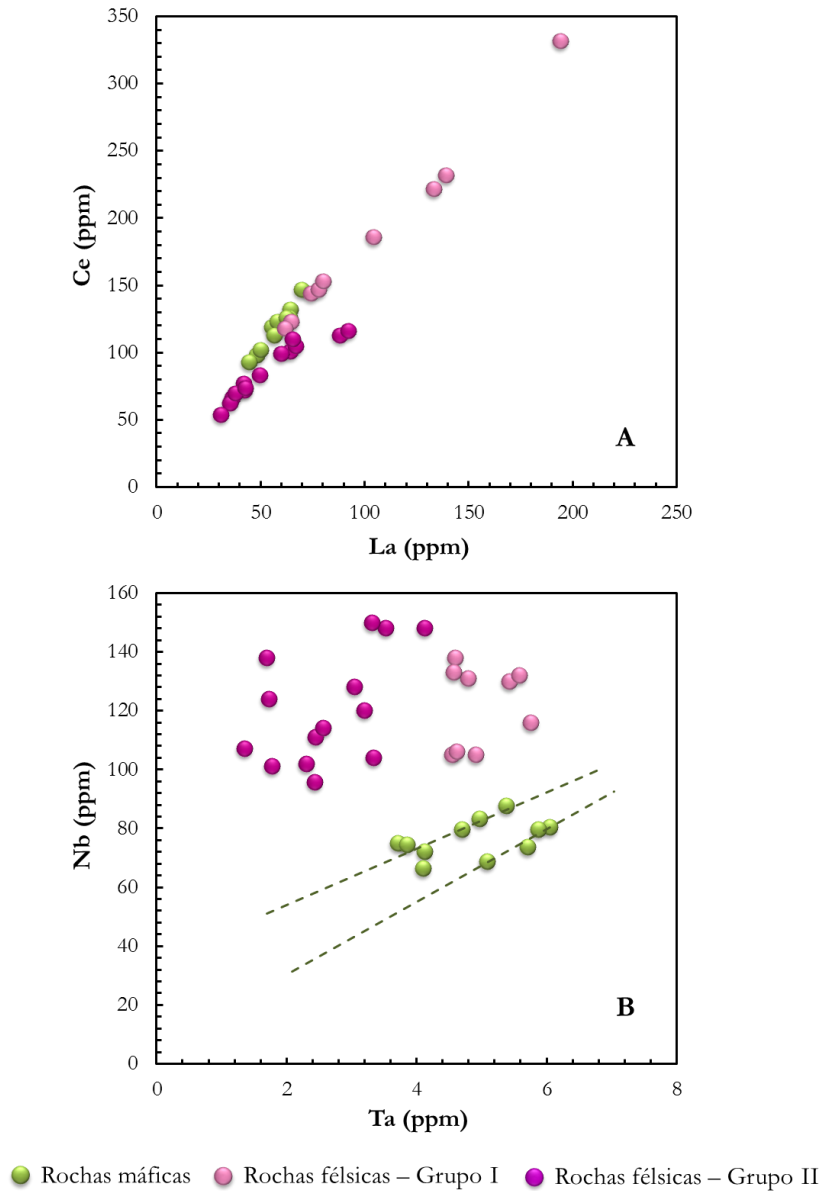 350
300
250
200
150
100
50
0
Ce (ppm)
A
0 50 100 150 200 250
La (ppm)
160
140
120
100
80
60
40
20
0
Nb (ppm)
B
0 2 4 6 8
Ta (ppm)
Rochas máficas Rochas félsicas – Grupo I Rochas félsicas – Grupo II